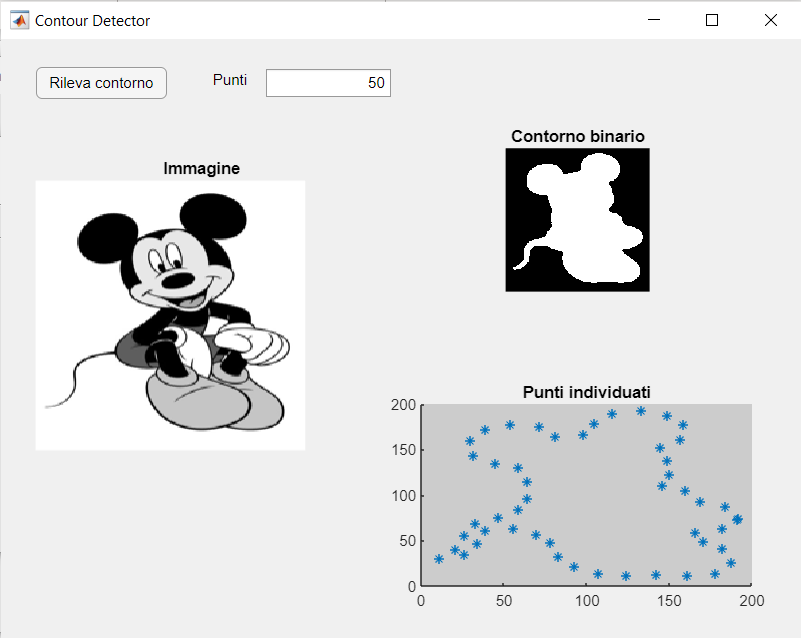 Contour Detector
Rileva contorno
Punti
50
Contorno binario
Immagine
Punti individuati
200
150
100
50
0
0 50 100 150 200